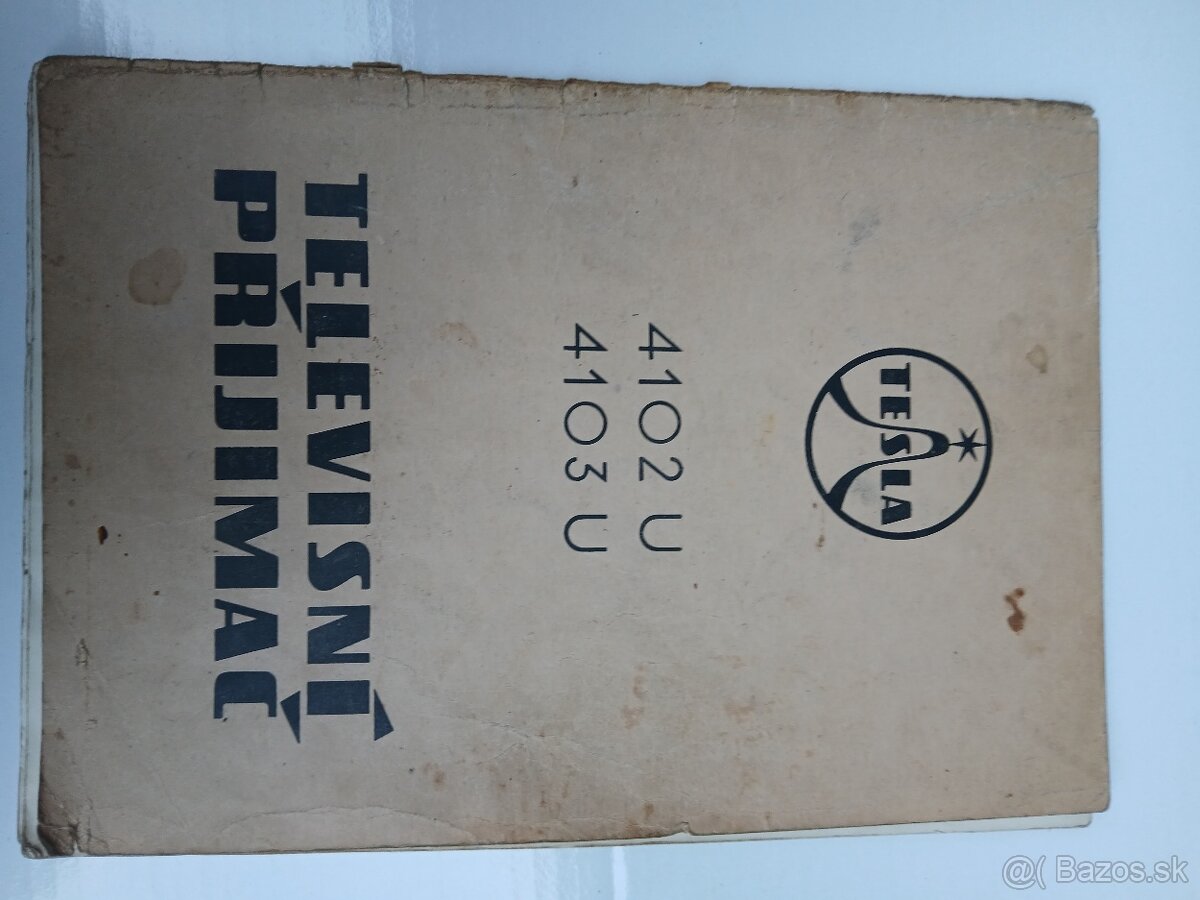 TESLA
4102 U
4103 U
TELEVISNÍ
PŘIJIMAČ
@( Bazos.sk